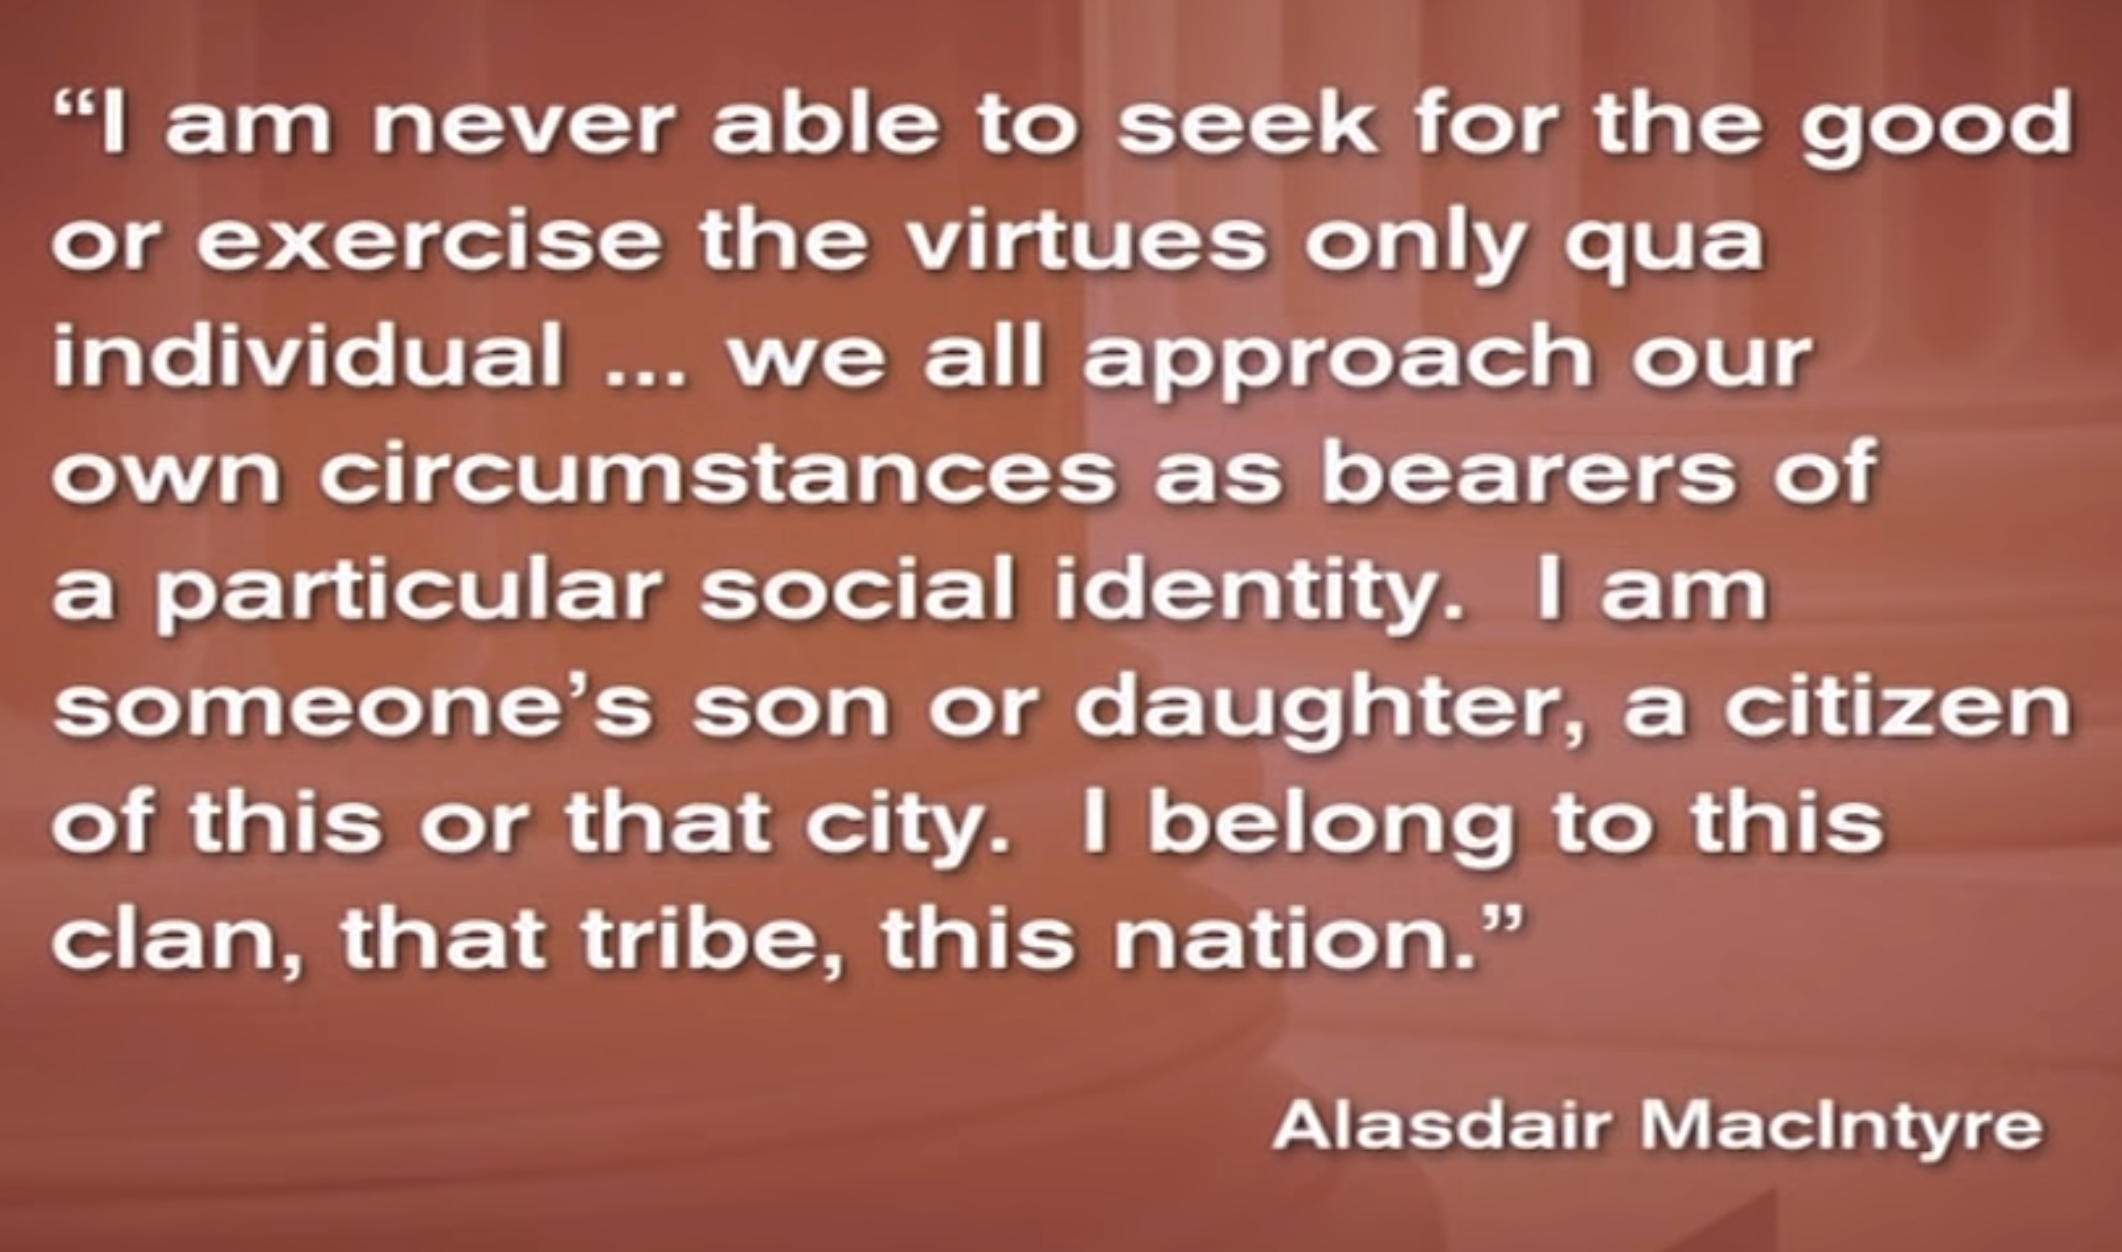 “I am never able to seek for the good
or exercise the virtues only qua
individual ... we all approach our
own circumstances as bearers of
a particular social identity.  I am
someone’s son or daughter, a citizen
of this or that city.  I belong to this
clan, that tribe, this nation.”
Alasdair MacIntyre